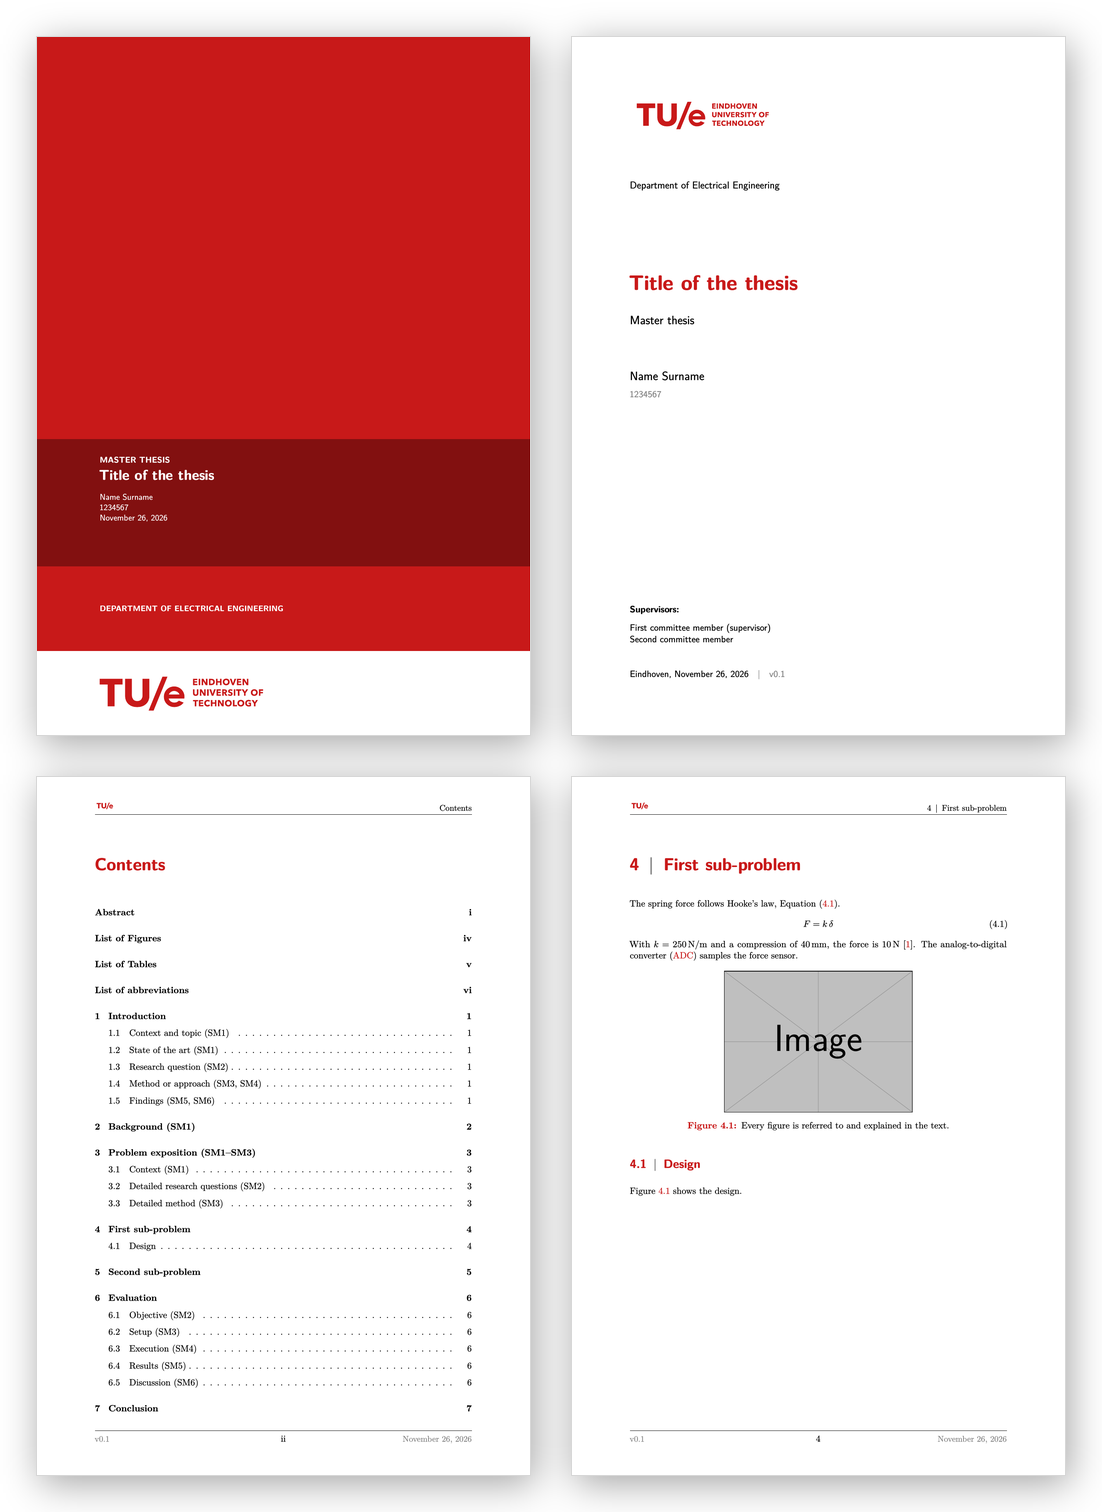 MASTER THESIS
Title of the thesis
Name Surname
1234567
November 26, 2026
DEPARTMENT OF ELECTRICAL ENGINEERING
TU/e EINDHOVEN
UNIVERSITY OF
TECHNOLOGY
TU/e EINDHOVEN
UNIVERSITY OF
TECHNOLOGY
Department of Electrical Engineering
Title of the thesis
Master thesis
Name Surname
1234567
Supervisors:
First committee member (supervisor)
Second committee member
Eindhoven, November 26, 2026 | v0.1
TU/e Contents
Contents
Abstract i
List of Figures iv
List of Tables v
List of abbreviations vi
1 Introduction 1
1.1 Context and topic (SM1) . . . . . . . . . . . . . . . . . . . . . . . . . . . . . . . 1
1.2 State of the art (SM1) . . . . . . . . . . . . . . . . . . . . . . . . . . . . . . . . . 1
1.3 Research question (SM2) . . . . . . . . . . . . . . . . . . . . . . . . . . . . . . . . 1
1.4 Method or approach (SM3, SM4) . . . . . . . . . . . . . . . . . . . . . . . . . . . 1
1.5 Findings (SM5, SM6) . . . . . . . . . . . . . . . . . . . . . . . . . . . . . . . . . 1
2 Background (SM1) 2
3 Problem exposition (SM1–SM3) 3
3.1 Context (SM1) . . . . . . . . . . . . . . . . . . . . . . . . . . . . . . . . . . . . . 3
3.2 Detailed research questions (SM2) . . . . . . . . . . . . . . . . . . . . . . . . . . 3
3.3 Detailed method (SM3) . . . . . . . . . . . . . . . . . . . . . . . . . . . . . . . . 3
4 First sub-problem 4
4.1 Design . . . . . . . . . . . . . . . . . . . . . . . . . . . . . . . . . . . . . . . . . . 4
5 Second sub-problem 5
6 Evaluation 6
6.1 Objective (SM2) . . . . . . . . . . . . . . . . . . . . . . . . . . . . . . . . . . . . 6
6.2 Setup (SM3) . . . . . . . . . . . . . . . . . . . . . . . . . . . . . . . . . . . . . . 6
6.3 Execution (SM4) . . . . . . . . . . . . . . . . . . . . . . . . . . . . . . . . . . . . 6
6.4 Results (SM5) . . . . . . . . . . . . . . . . . . . . . . . . . . . . . . . . . . . . . . 6
6.5 Discussion (SM6) . . . . . . . . . . . . . . . . . . . . . . . . . . . . . . . . . . . . 6
7 Conclusion 7
v0.1 ii November 26, 2026
TU/e 4 | First sub-problem
4 | First sub-problem
The spring force follows Hooke's law, Equation (4.1).
F = k δ (4.1)
With k = 250 N/m and a compression of 40 mm, the force is 10 N [1]. The analog-to-digital
converter (ADC) samples the force sensor.
Image
Figure 4.1: Every figure is referred to and explained in the text.
4.1 | Design
Figure 4.1 shows the design.
v0.1 4 November 26, 2026